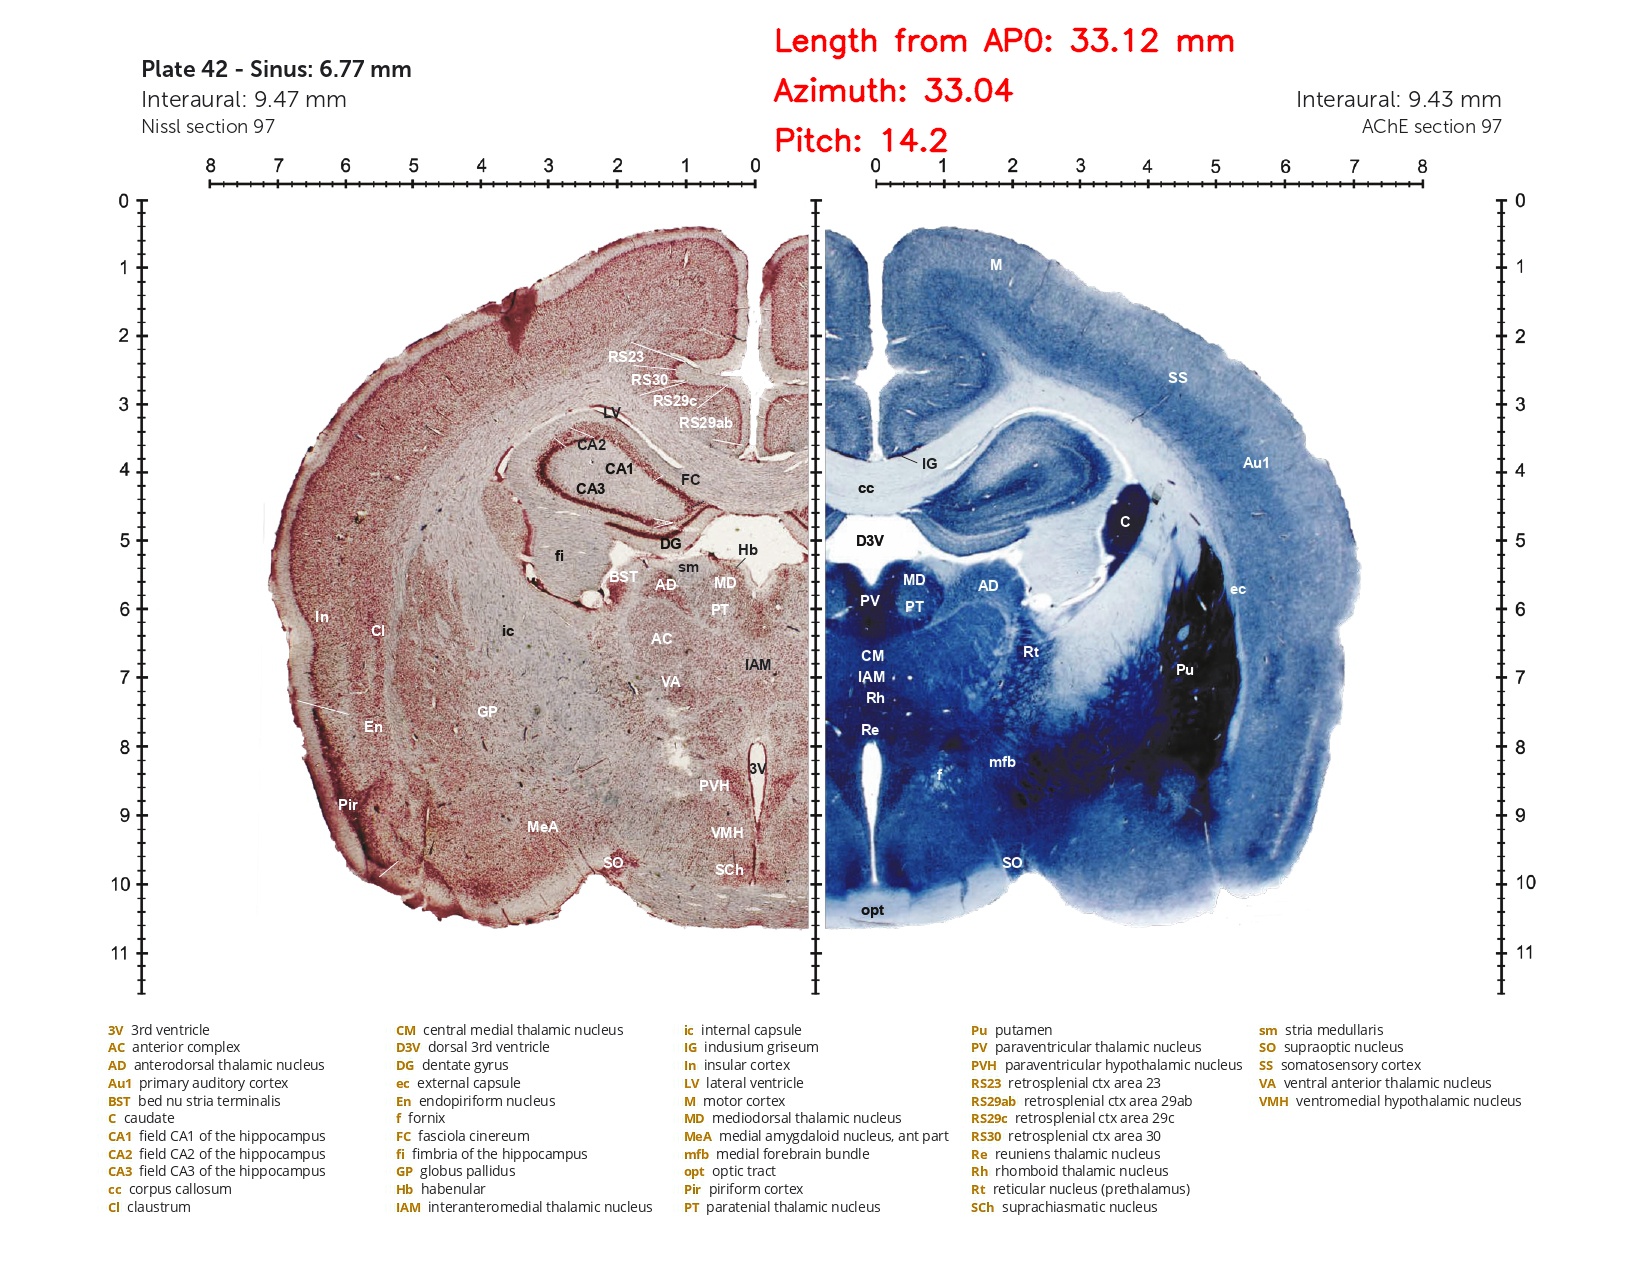 Length from AP0: 33.12 mm
Plate 42 - Sinus: 6.77 mm
Azimuth: 33.04
Interaural: 9.47 mm
Interaural: 9.43 mm
Nissl section 97
AChE section 97
Pitch: 14.2
8 7 6 5 4 3 2 1 0
0 1 2 3 4 5 6 7 8
0
0
1
1
M
2
2
RS23
SS
RS30
3
3
RS29c
LV
RS29ab
CA2
Au1
IG
4
4
CA1
FC
CA3
cc
C
5
5
D3V
DG
Hb
fi
sm
BST
AD
MD
MD
AD
ec
PV
PT
PT
6
6
In
Cl
ic
AC
Rt
CM
IAM
Pu
7
7
VA
IAM
Rh
GP
En
Re
8
8
mfb
3V
f
PVH
Pir
9
9
MeA
VMH
SO
SCh
SO
10
10
opt
11
11
3V 3rd ventricle
AC anterior complex
AD anterodorsal thalamic nucleus
Au1 primary auditory cortex
BST bed nu stria terminalis
C caudate
CA1 field CA1 of the hippocampus
CA2 field CA2 of the hippocampus
CA3 field CA3 of the hippocampus
cc corpus callosum
Cl claustrum
CM central medial thalamic nucleus
D3V dorsal 3rd ventricle
DG dentate gyrus
ec external capsule
En endopiriform nucleus
f fornix
FC fasciola cinereum
fi fimbria of the hippocampus
GP globus pallidus
Hb habenular
IAM interanteromedial thalamic nucleus
ic internal capsule
IG indusium griseum
In insular cortex
LV lateral ventricle
M motor cortex
MD mediodorsal thalamic nucleus
MeA medial amygdaloid nucleus, ant part
mfb medial forebrain bundle
opt optic tract
Pir piriform cortex
PT paratenial thalamic nucleus
Pu putamen
PV paraventricular thalamic nucleus
PVH paraventricular hypothalamic nucleus
RS23 retrosplenial ctx area 23
RS29ab retrosplenial ctx area 29ab
RS29c retrosplenial ctx area 29c
RS30 retrosplenial ctx area 30
Re reuniens thalamic nucleus
Rh rhomboid thalamic nucleus
Rt reticular nucleus (prethalamus)
SCh suprachiasmatic nucleus
sm stria medullaris
SO supraoptic nucleus
SS somatosensory cortex
VA ventral anterior thalamic nucleus
VMH ventromedial hypothalamic nucleus